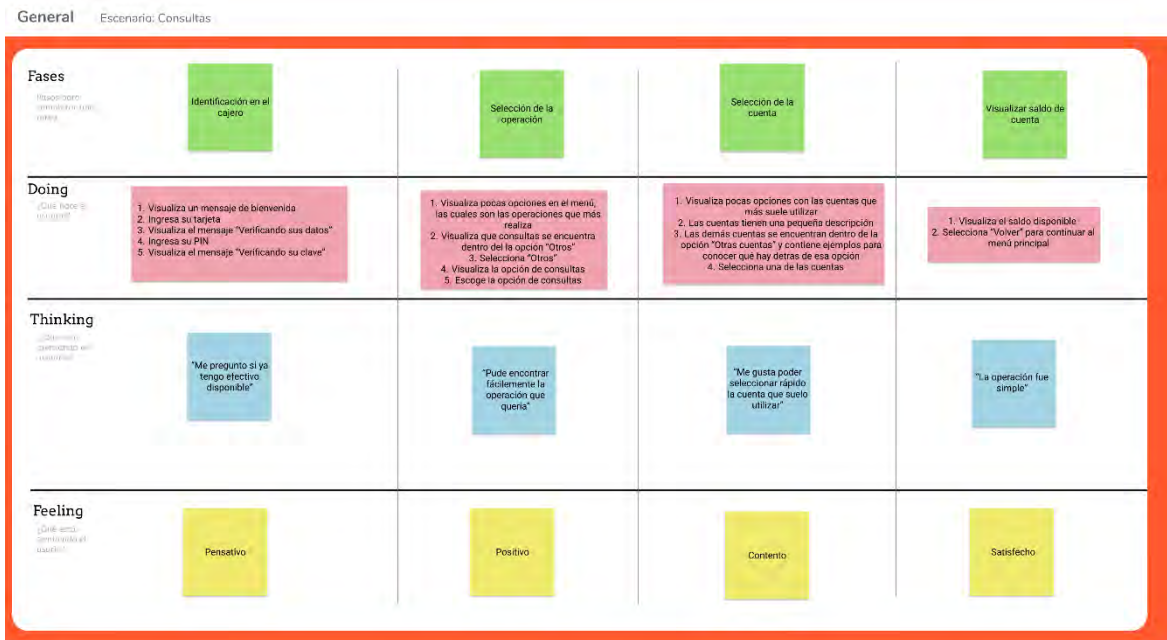 General Escenario: Consultas
Fases
Identificación en el
cajero
Selección de la
operación
Selección de la
cuenta
Visualizar saldo de
cuenta
Doing
¿Qué hace el
usuario?
1. Visualiza un mensaje de bienvenida
2. Ingresa su tarjeta
3. Visualiza el mensaje "Verificando sus datos"
4. Ingresa su PIN
5. Visualiza el mensaje "Verificando su clave"
1. Visualiza pocas opciones en el menú,
las cuales son las operaciones que más
realiza
2. Visualiza que consultas se encuentra
dentro del la opción "Otros"
3. Selecciona "Otros"
4. Visualiza la opción de consultas
5. Escoge la opción de consultas
1. Visualiza pocas opciones con las cuentas que
más suele utilizar
2. Las cuentas tienen una pequeña descripción
3. Las demás cuentas se encuentran dentro de la
opción "Otras cuentas" y contiene ejemplos para
conocer qué hay detras de esa opción
4. Selecciona una de las cuentas
1. Visualiza el saldo disponible
2. Selecciona "Volver" para continuar al
menú principal
Thinking
"Me pregunto si ya
tengo efectivo
disponible"
"Pude encontrar
fácilmente la
operación que
quería"
"Me gusta poder
seleccionar rápido
la cuenta que suelo
utilizar"
"La operación fue
simple"
Feeling
¿Qué está
usuario?
Pensativo
Positivo
Contento
Satisfecho